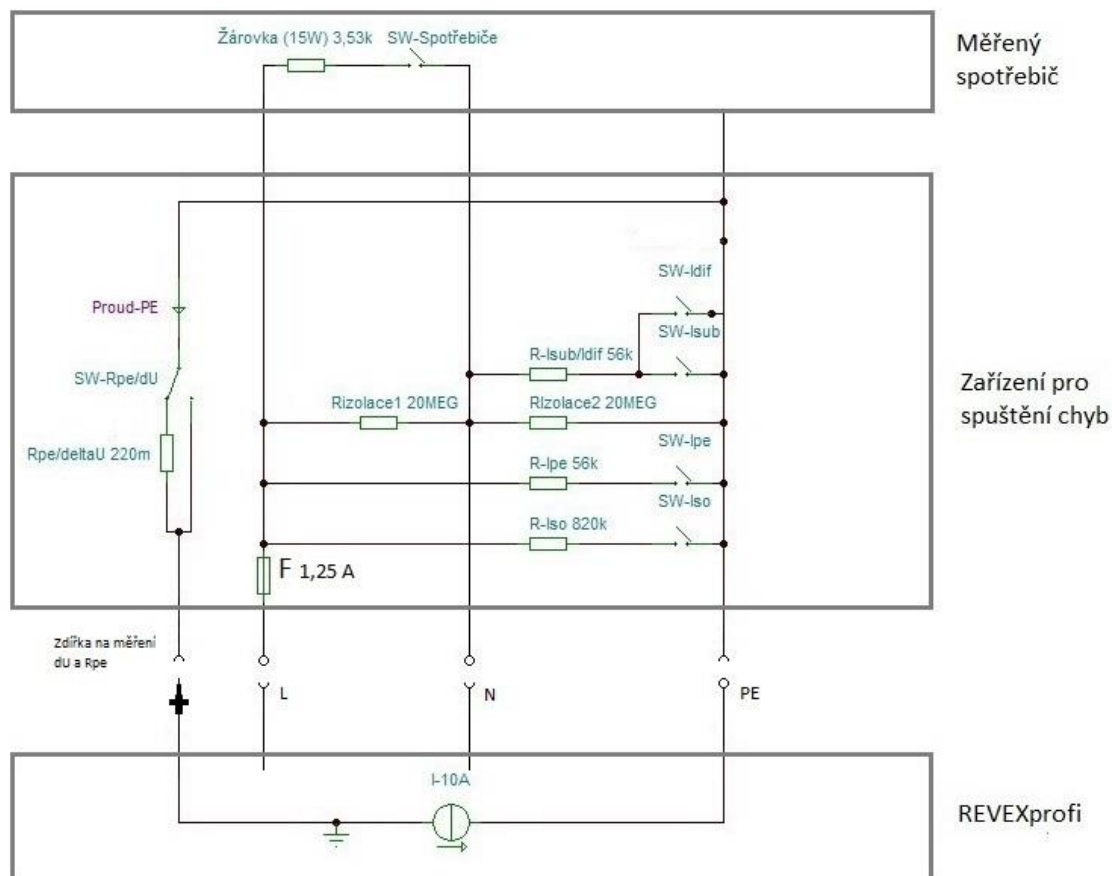 Žárovka (15W) 3,53k SW-Spotřebiče
Měřený
spotřebič
SW-Idif
Proud-PE
SW-Isub
R-Isub/Idif 56k
SW-Rpe/dU
Rizolace1 20MEG
RIzolace2 20MEG
Zařízení pro
spuštění chyb
SW-Ipe
Rpe/deltaU 220m
R-Ipe 56k
SW-Iso
R-Iso 820k
F 1,25 A
Zdířka na měření
dU a Rpe
L
N
PE
I-10A
REVEXprofi